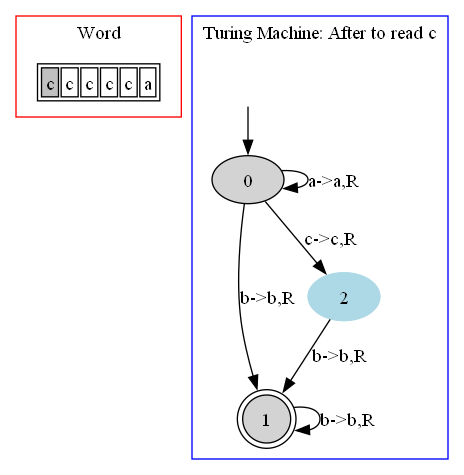 Word
c c c c c a
Turing Machine: After to read c
0
a->a,R
c->c,R
b->b,R
2
b->b,R
1
b->b,R